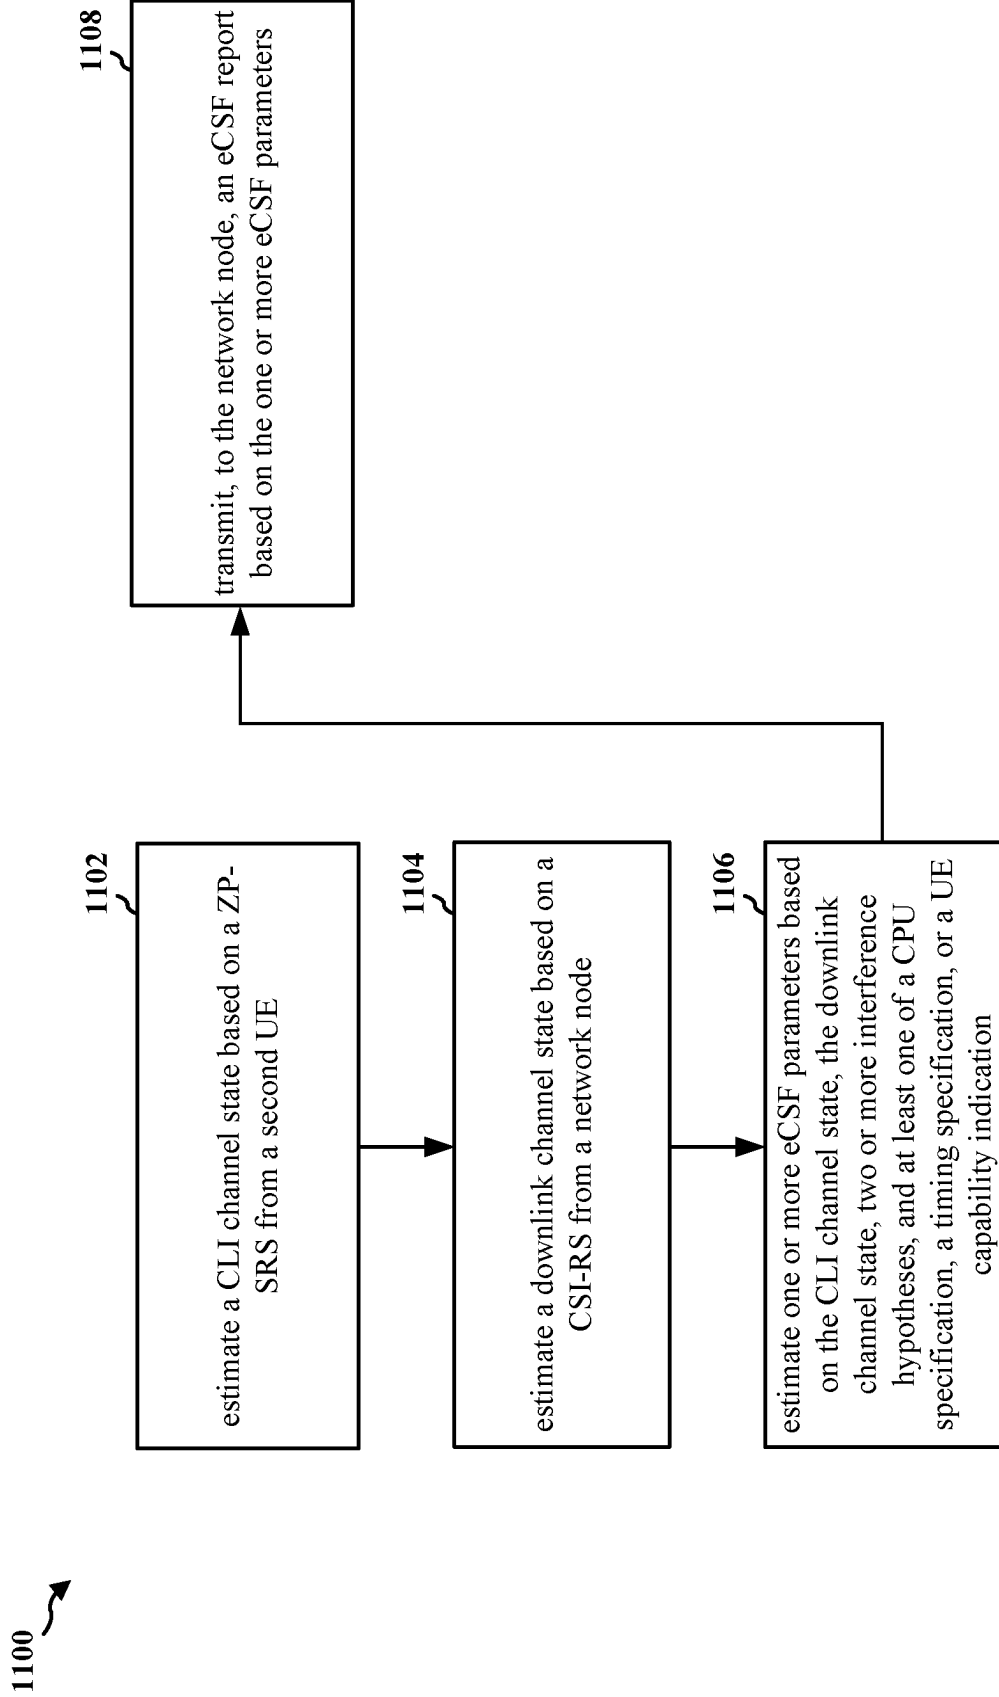 1100
1102
estimate a CLI channel state based on a ZP-
SRS from a second UE
1104
estimate a downlink channel state based on a
CSI-RS from a network node
1106
estimate one or more eCSF parameters based
on the CLI channel state, the downlink
channel state, two or more interference
hypotheses, and at least one of a CPU
specification, a timing specification, or a UE
capability indication
1108
transmit, to the network node, an eCSF report
based on the one or more eCSF parameters